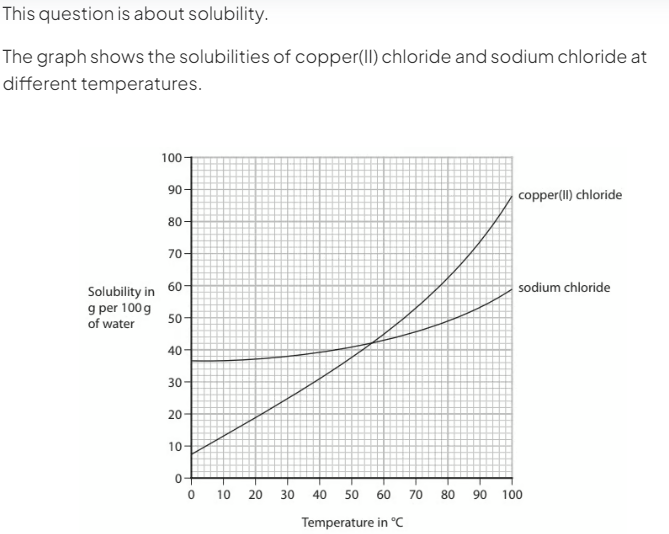 This question is about solubility.
The graph shows the solubilities of copper(II) chloride and sodium chloride at
different temperatures.
100
90
80
70
60
50
40
30
20
10
0
Solubility in
g per 100 g
of water
copper(II) chloride
sodium chloride
0 10 20 30 40 50 60 70 80 90 100
Temperature in °C